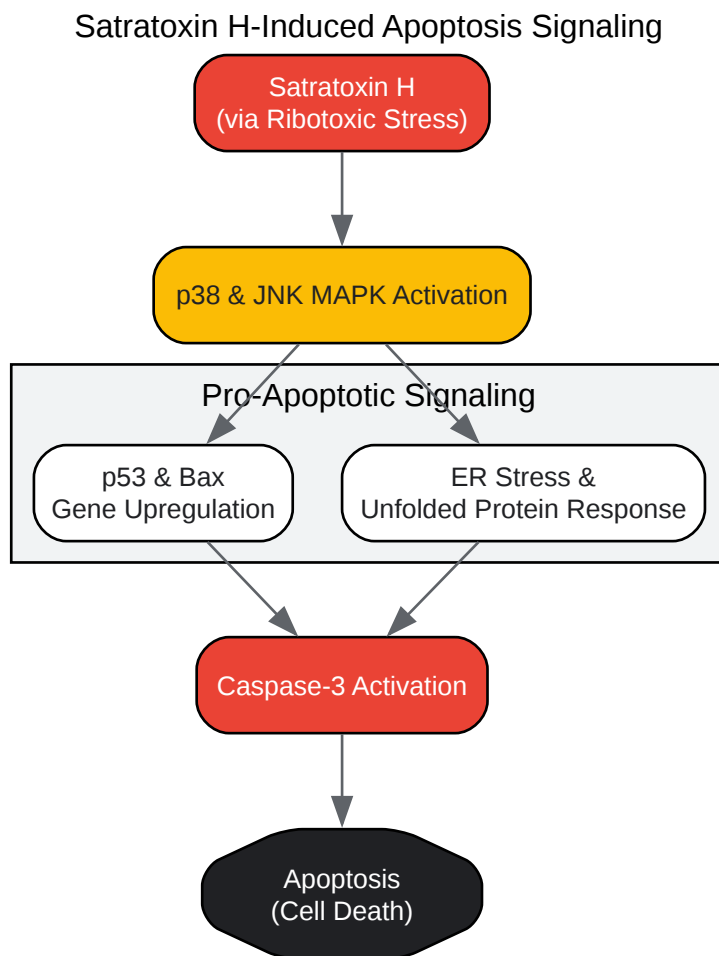 Satratoxin H-Induced Apoptosis Signaling
Satratoxin H
(via Ribotoxic Stress)
p38 & JNK MAPK Activation
Pro-Apoptotic Signaling
p53 & Bax
Gene Upregulation
ER Stress &
Unfolded Protein Response
Caspase-3 Activation
Apoptosis
(Cell Death)